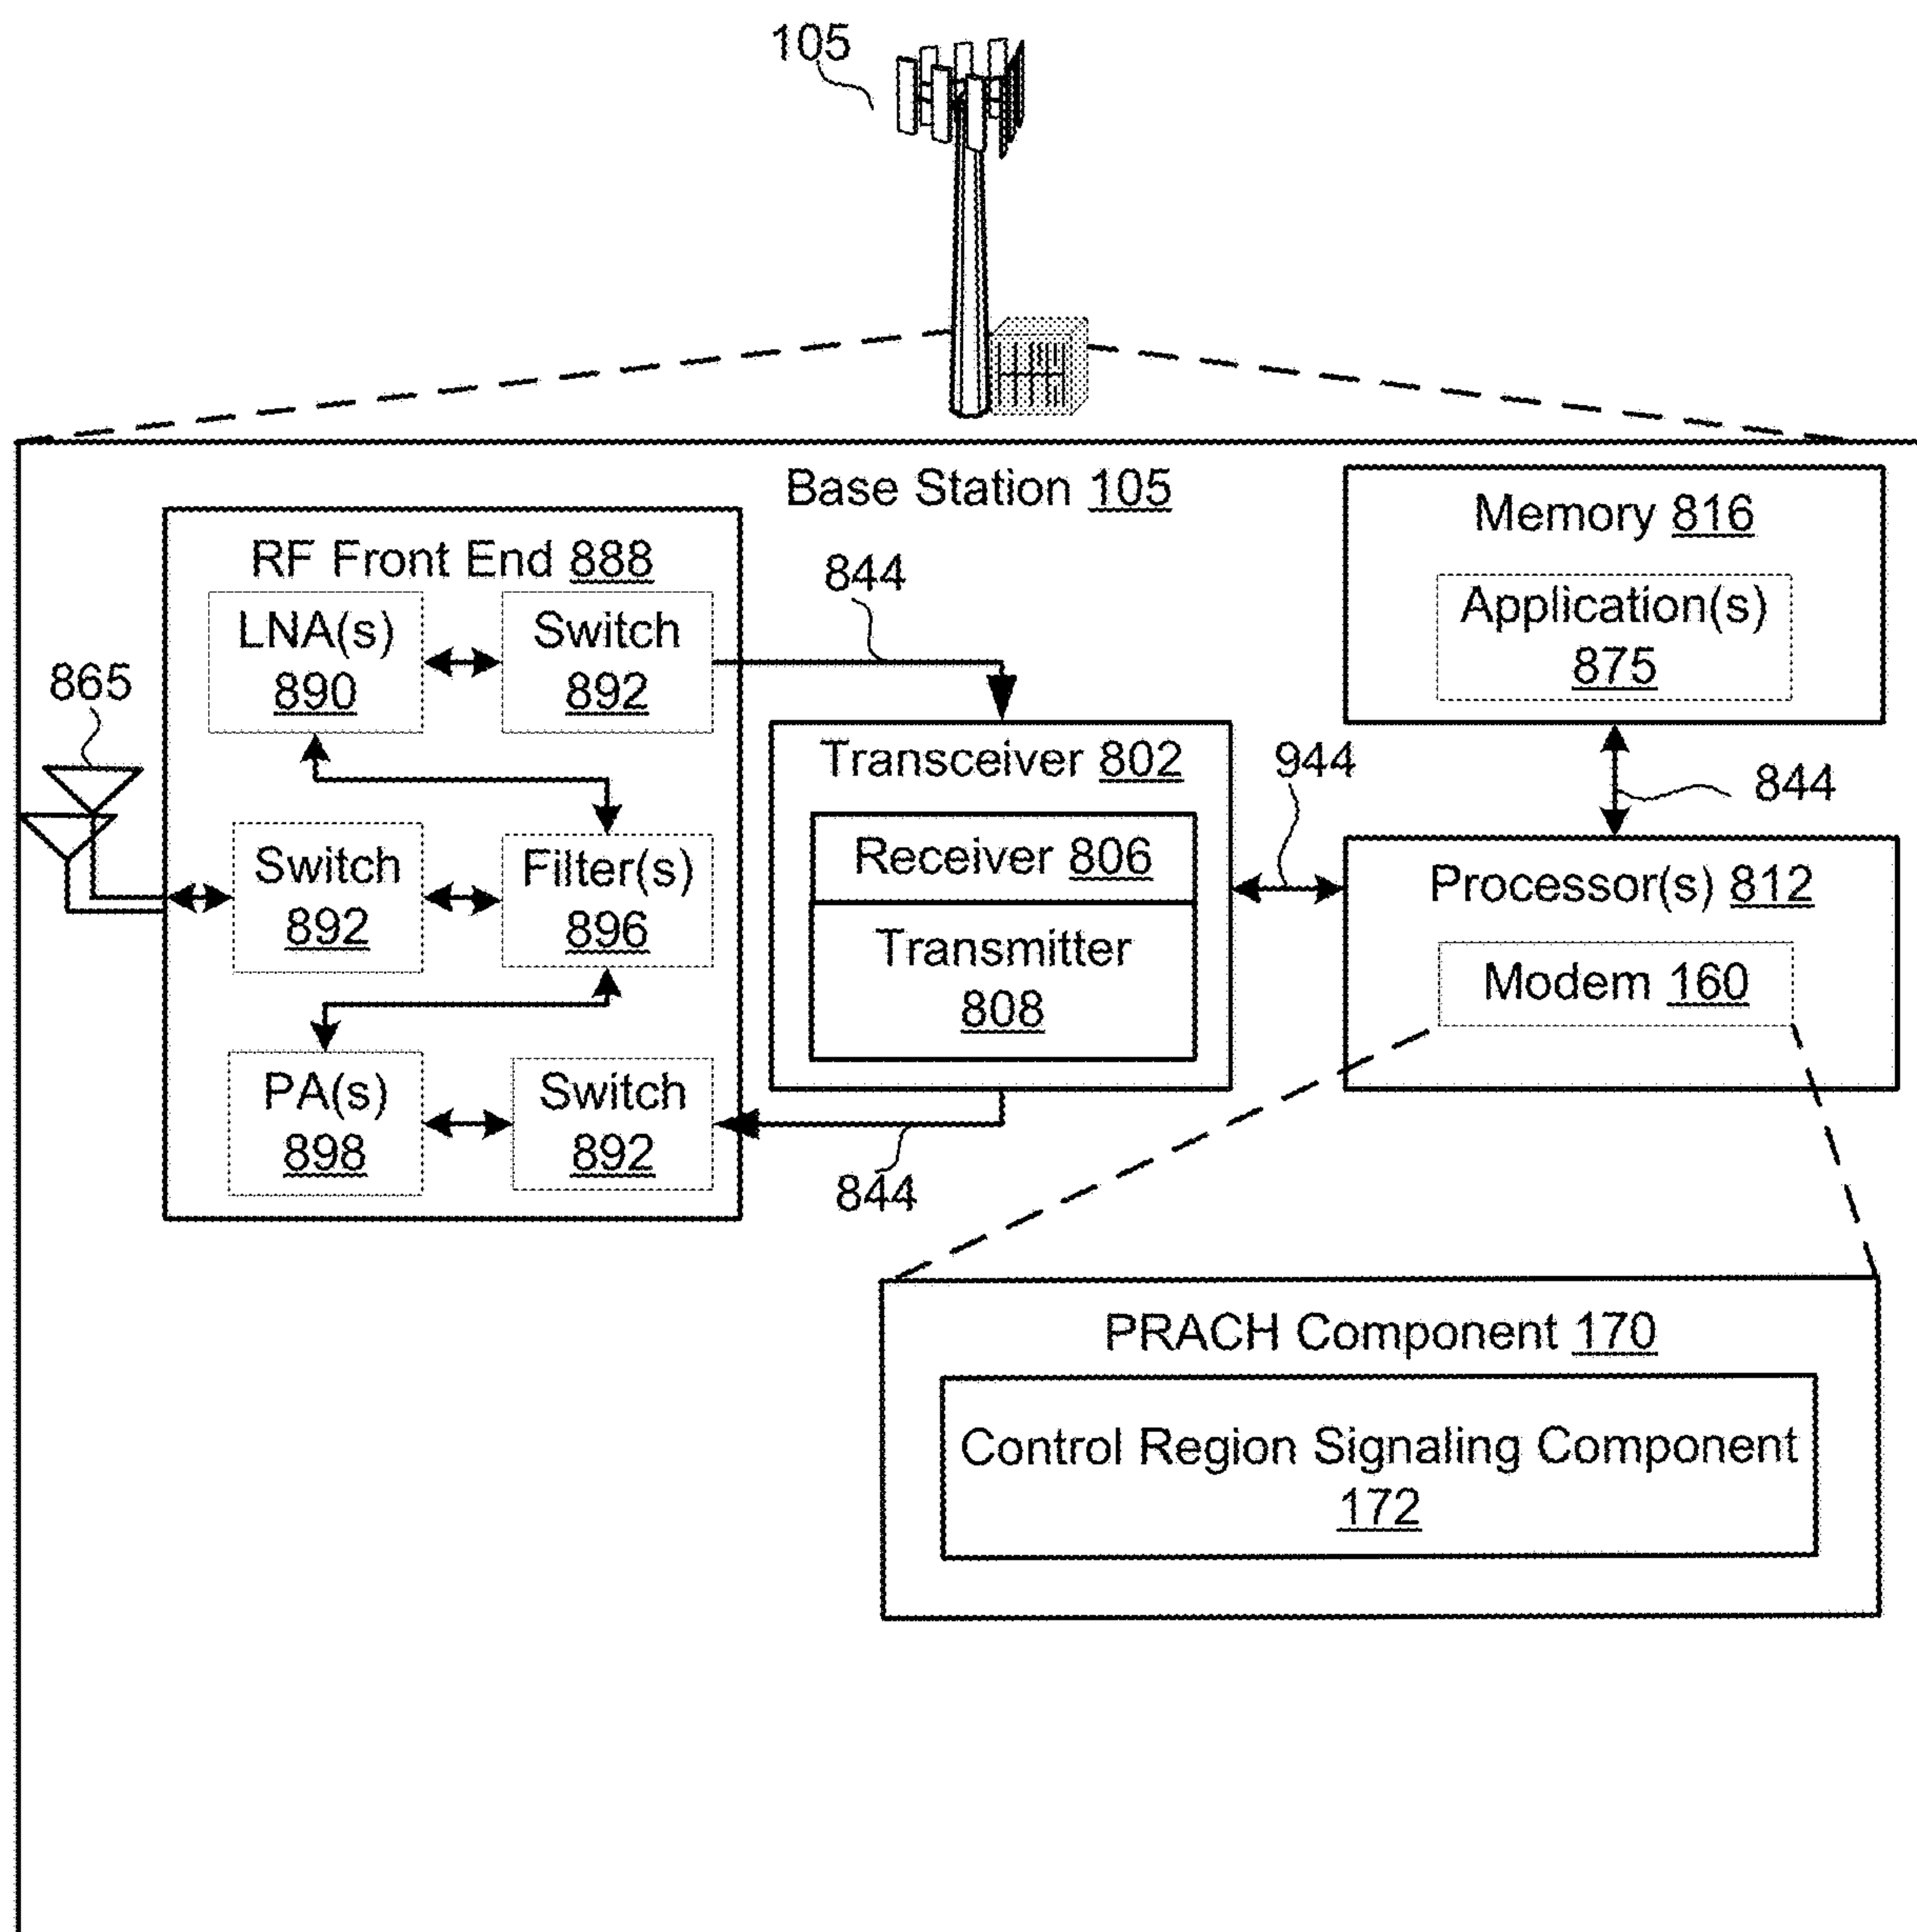 105
Base Station 105
RF Front End 888
LNA(s)
890
Switch
892
844
865
Switch
892
Filter(s)
896
PA(s)
898
Switch
892
844
Transceiver 802
Receiver 806
Transmitter
808
944
Memory 816
Application(s)
875
844
Processor(s) 812
Modem 160
PRACH Component 170
Control Region Signaling Component
172